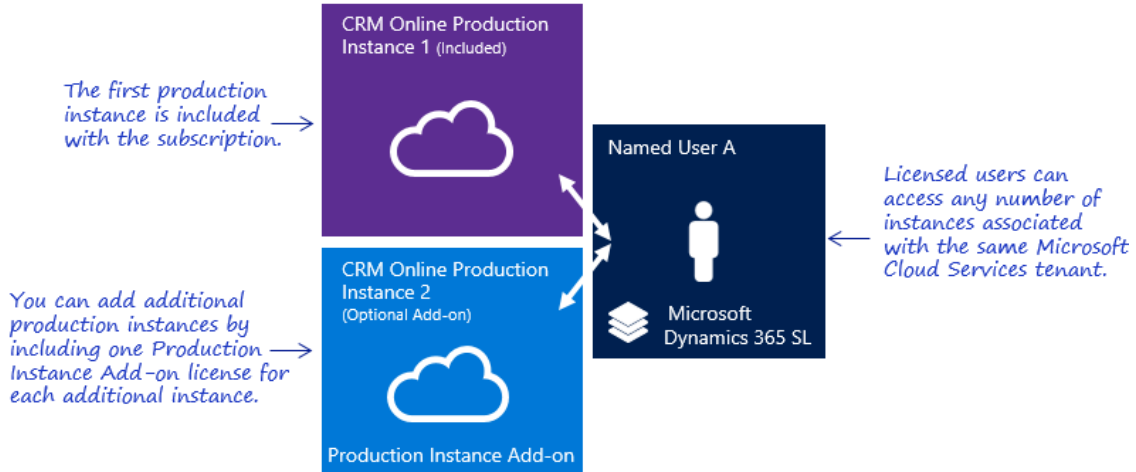 CRM Online Production
Instance 1 (Included)
The first production
instance is included
with the subscription.
Named User A
Licensed users can
access any number of
instances associated
with the same Microsoft
Cloud Services tenant.
CRM Online Production
Instance 2
(Optional Add-on)
You can add additional
production instances by
including one Production
Instance Add-on license for
each additional instance.
Microsoft
Dynamics 365 SL
Production Instance Add-on